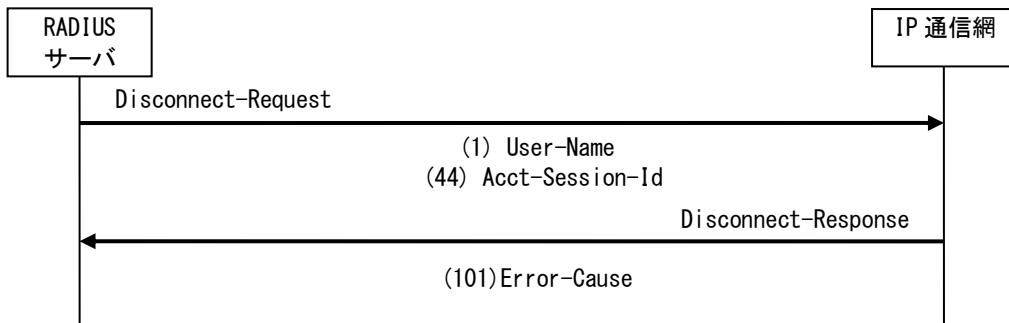 RADIUS
サーバ
IP 通信網
Disconnect-Request
(1) User-Name
(44) Acct-Session-Id
Disconnect-Response
(101)Error-Cause